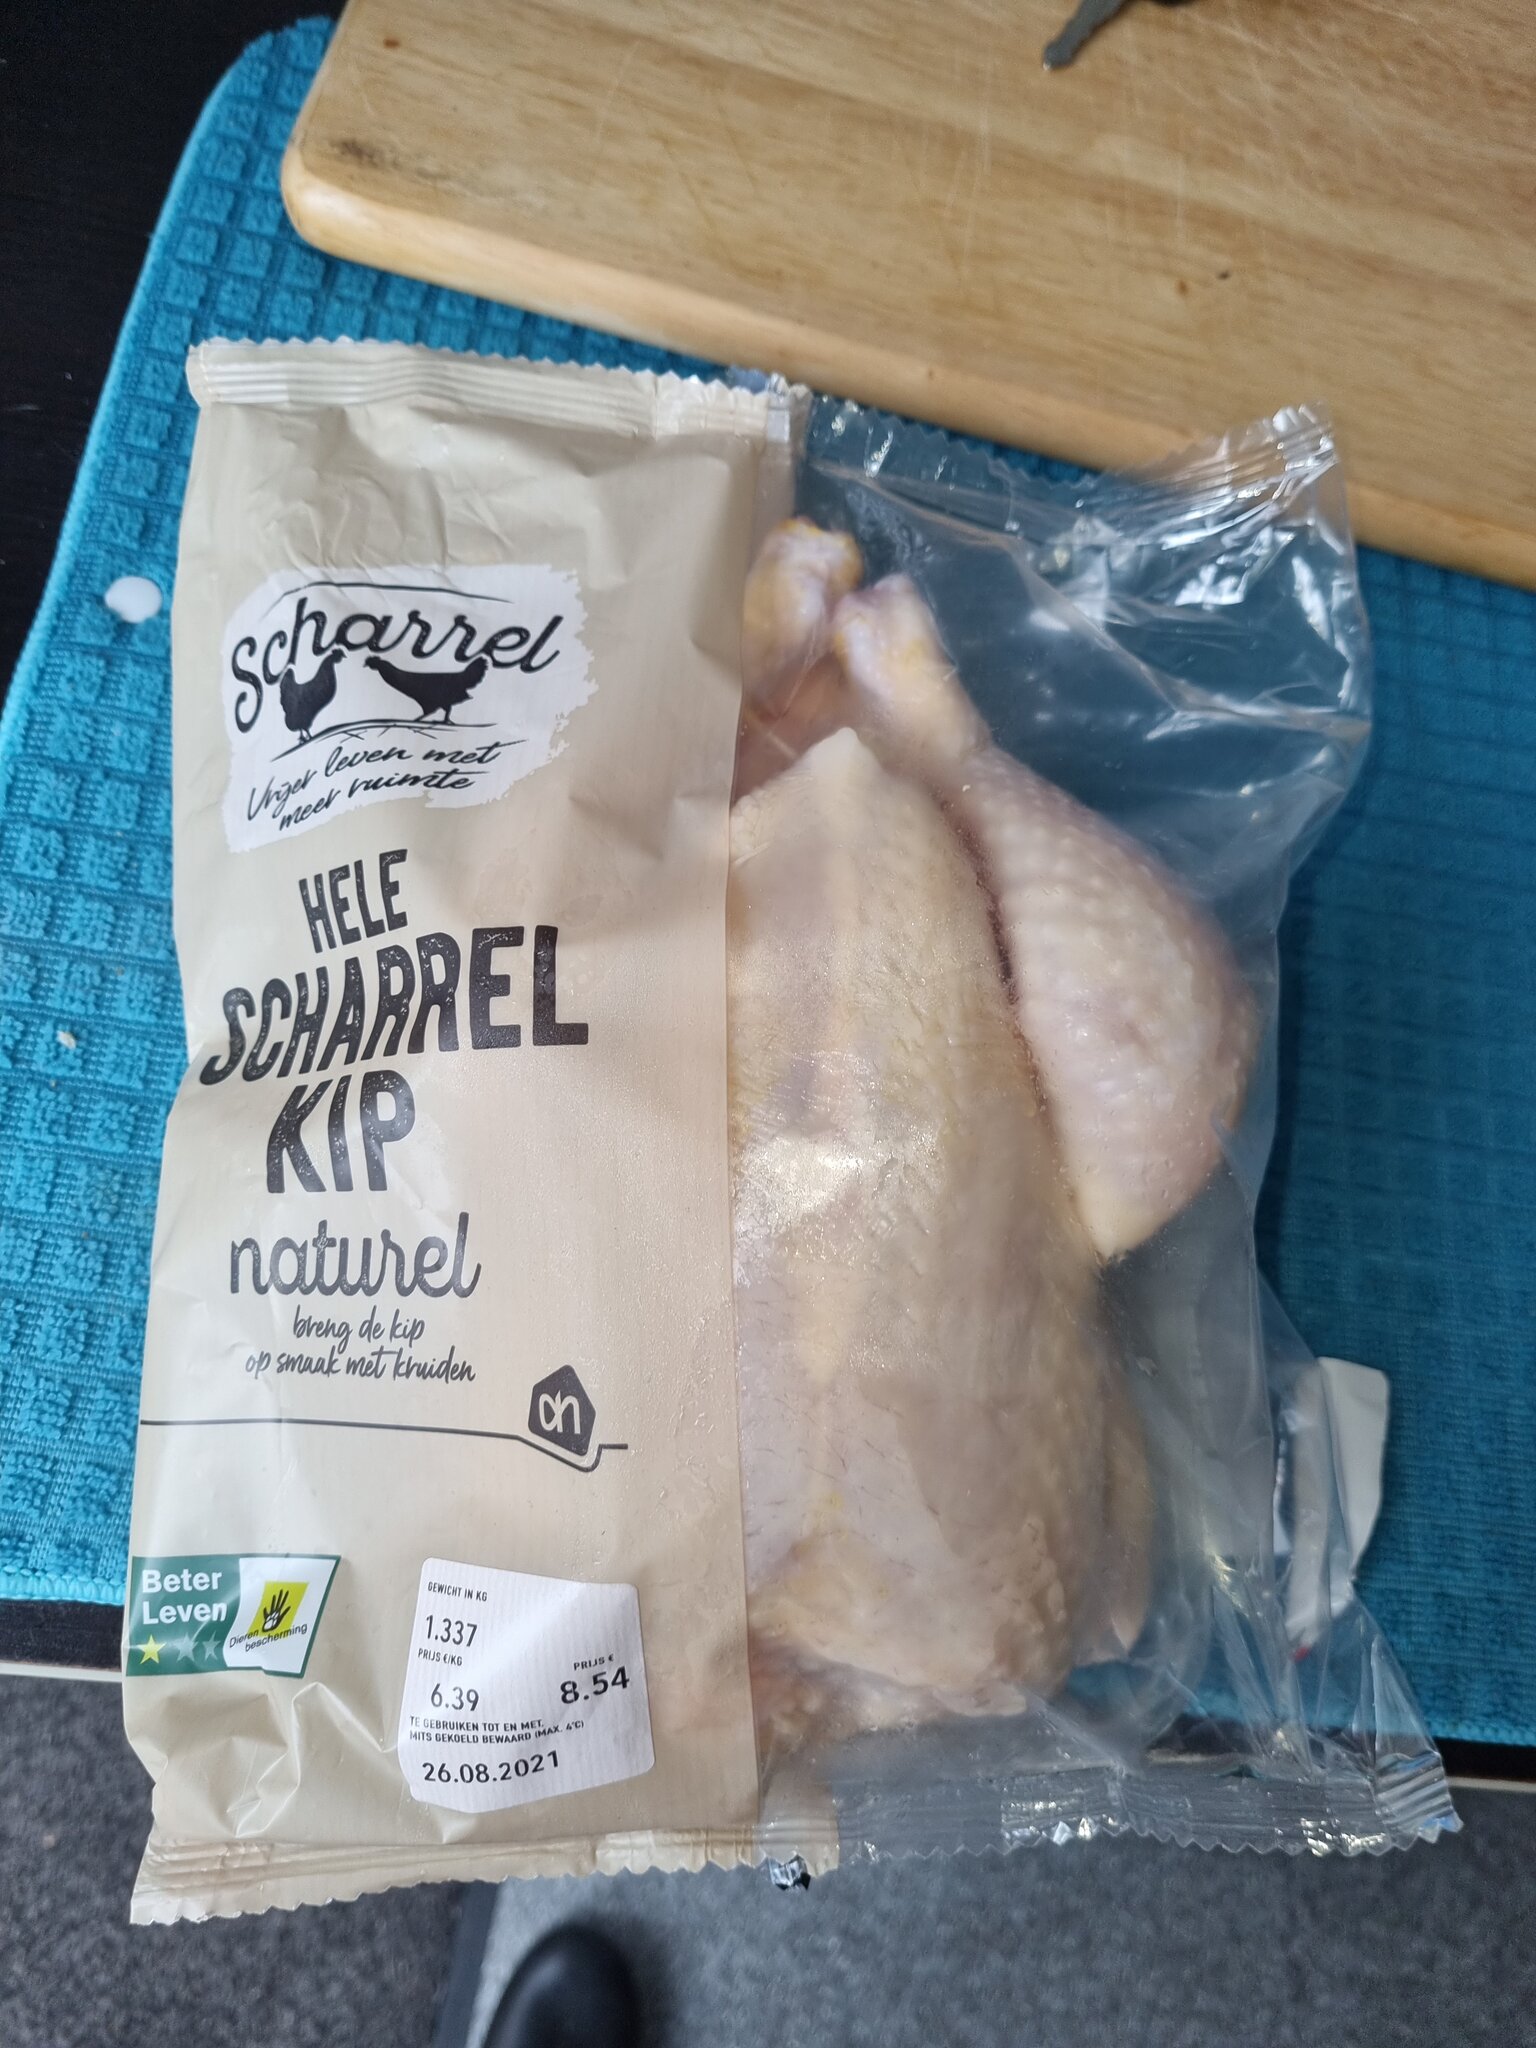 Scharrel
Vrijer leven met
meer ruimte
HELE
SCHARREL
KIP
naturel
breng de kip
op smaak met kruiden
ah
Beter
Leven
Dieren
bescherming
GEWICHT IN KG
1.337
PRIJS €/KG
PRIJS €
6.39
8.54
TE GEBRUIKEN TOT EN MET,
MITS GEKOELD BEWAARD (MAX. 4°C)
26.08.2021